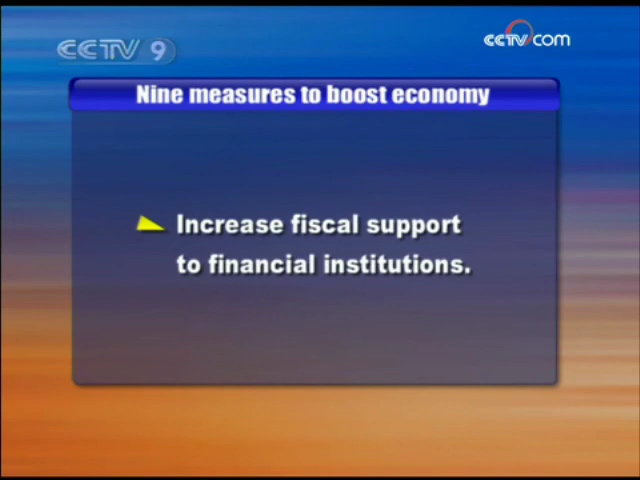 CCTV 9
CCTV.com
Nine measures to boost economy
Increase fiscal support
to financial institutions.